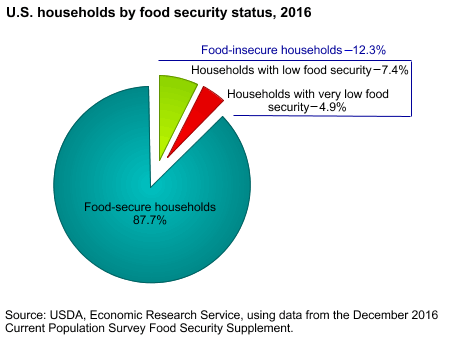 U.S. households by food security status, 2016
Food-insecure households—12.3%
Households with low food security—7.4%
Households with very low food
security—4.9%
Food-secure households
87.7%
Source: USDA, Economic Research Service, using data from the December 2016
Current Population Survey Food Security Supplement.